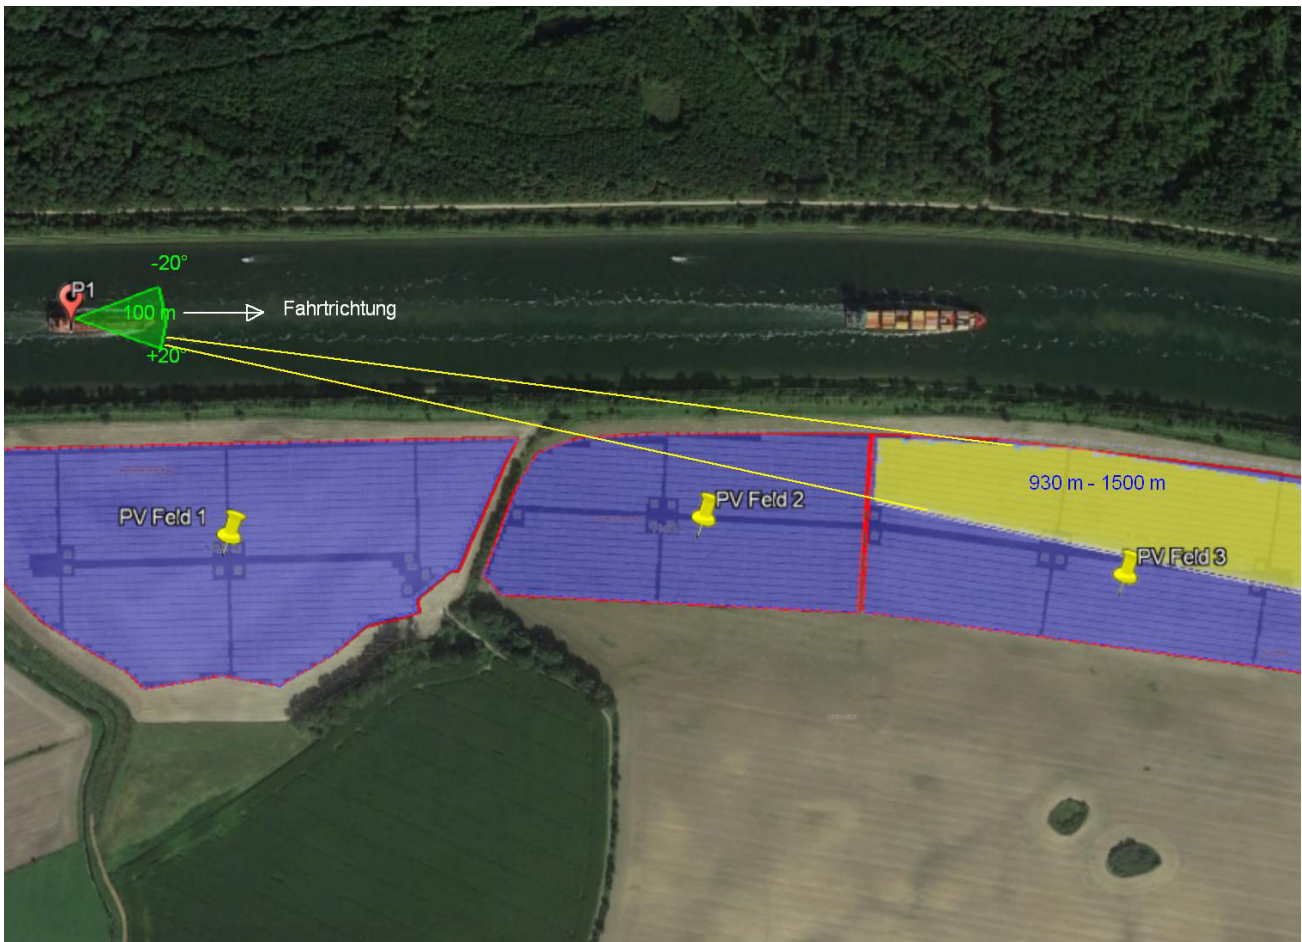 -20°
P1
100 m
Fahrtrichtung
+20°
930 m - 1500 m
PV Feld 1
PV Feld 2
PV Feld 3